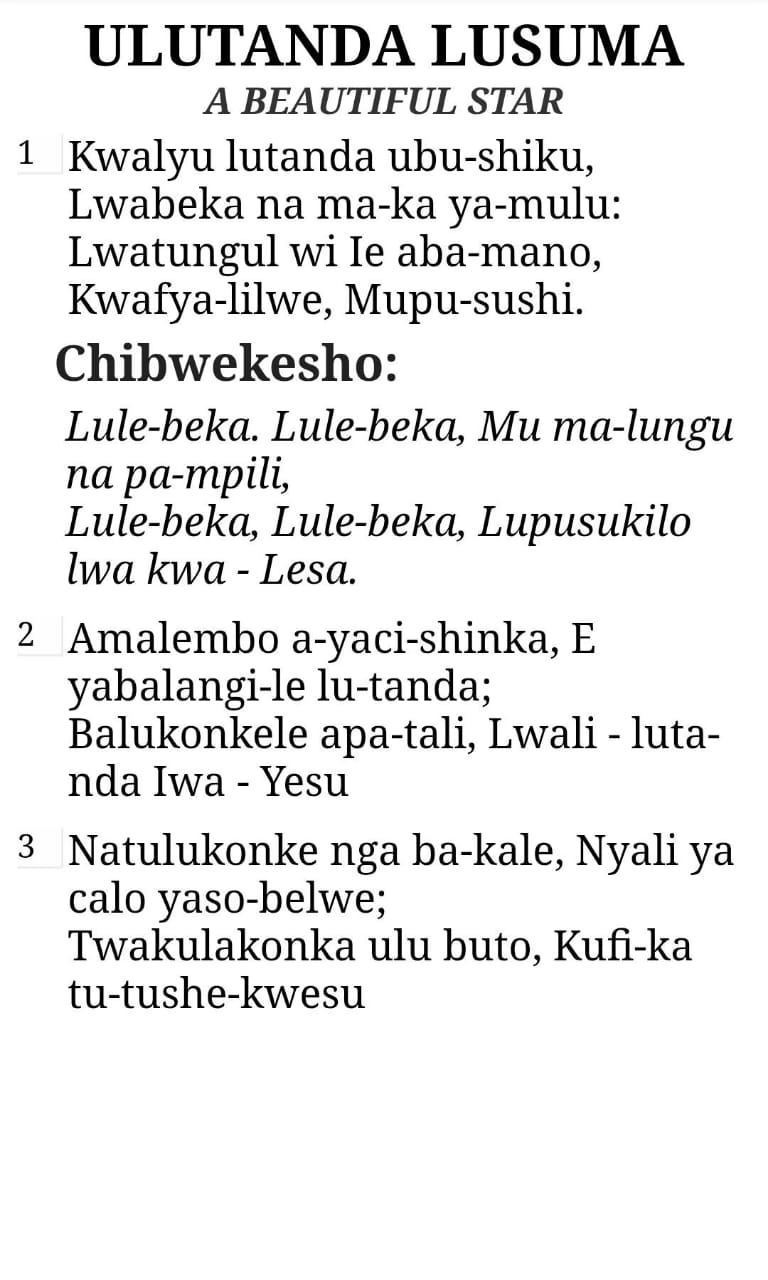 ULUTANDA LUSUMA
A BEAUTIFUL STAR
1 Kwalyu lutanda ubu-shiku,
Lwabeka na ma-ka ya-mulu:
Lwatungul wi Ie aba-mano,
Kwafya-lilwe, Mupu-sushi.
Chibwekesho:
Lule-beka. Lule-beka, Mu ma-lungu
na pa-mpili,
Lule-beka, Lule-beka, Lupusukilo
lwa kwa - Lesa.
2 Amalembo a-yaci-shinka, E
yabalangi-le lu-tanda;
Balukonkele apa-tali, Lwali - luta-
nda Iwa - Yesu
3 Natulukonke nga ba-kale, Nyali ya
calo yaso-belwe;
Twakulakonka ulu buto, Kufi-ka
tu-tushe-kwesu